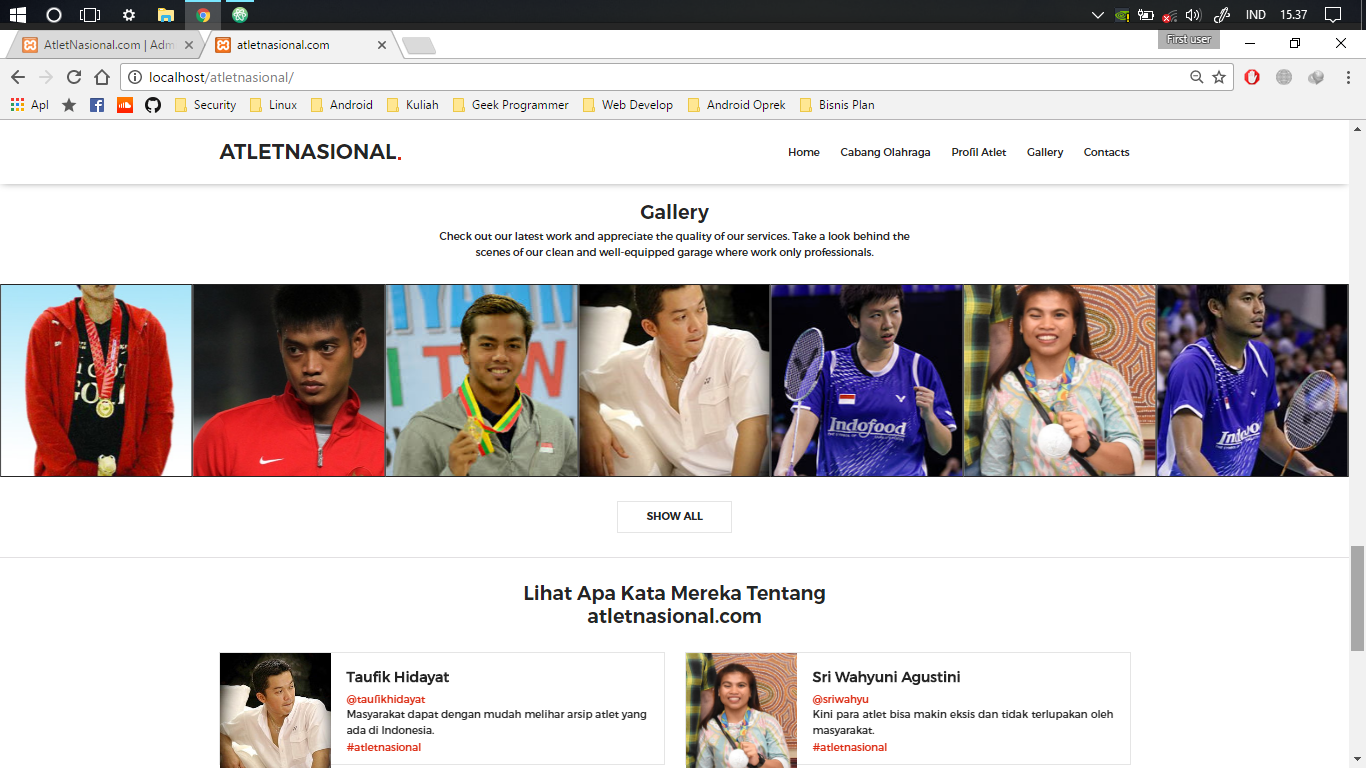 IND 15.37
First user
AtletNasional.com | Adm
atletnasional.com
localhost/atletnasional/
Apl Security Linux Android Kuliah Geek Programmer Web Develop Android Oprek Bisnis Plan
ATLETNASIONAL.
Home Cabang Olahraga Profil Atlet Gallery Contacts
Gallery
Check out our latest work and appreciate the quality of our services. Take a look behind the
scenes of our clean and well-equipped garage where work only professionals.
Indofood
Indofood
SHOW ALL
Lihat Apa Kata Mereka Tentang
atletnasional.com
Taufik Hidayat
@taufikhidayat
Masyarakat dapat dengan mudah melihar arsip atlet yang
ada di Indonesia.
#atletnasional
Sri Wahyuni Agustini
@sriwahyu
Kini para atlet bisa makin eksis dan tidak terlupakan oleh
masyarakat.
#atletnasional